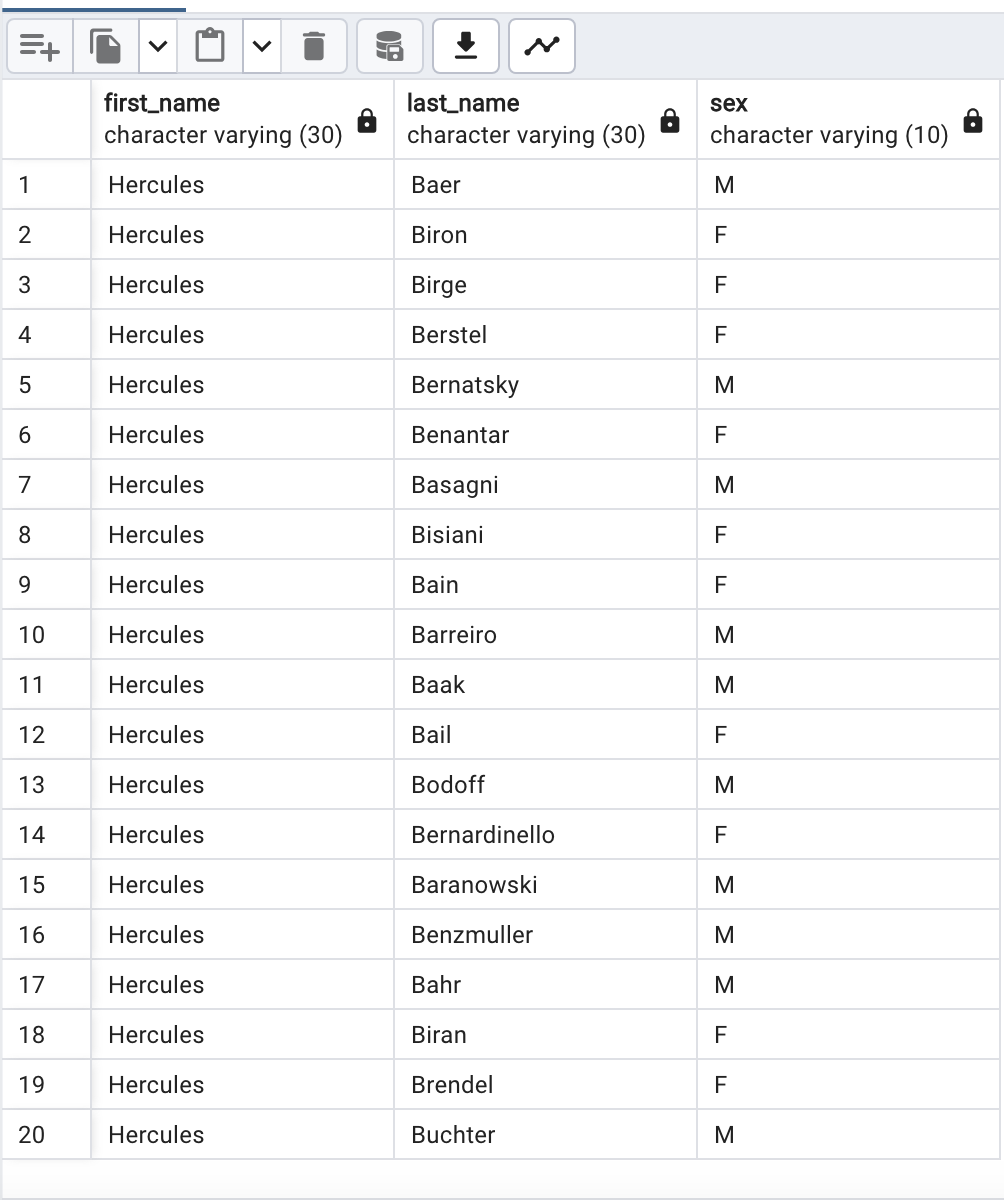 first_name last_name sex
character varying (30) character varying (30) character varying (10)
1 Hercules Baer M
2 Hercules Biron F
3 Hercules Birge F
4 Hercules Berstel F
5 Hercules Bernatsky M
6 Hercules Benantar F
7 Hercules Basagni M
8 Hercules Bisiani F
9 Hercules Bain F
10 Hercules Barreiro M
11 Hercules Baak M
12 Hercules Bail F
13 Hercules Bodoff M
14 Hercules Bernardinello F
15 Hercules Baranowski M
16 Hercules Benzmuller M
17 Hercules Bahr M
18 Hercules Biran F
19 Hercules Brendel F
20 Hercules Buchter M